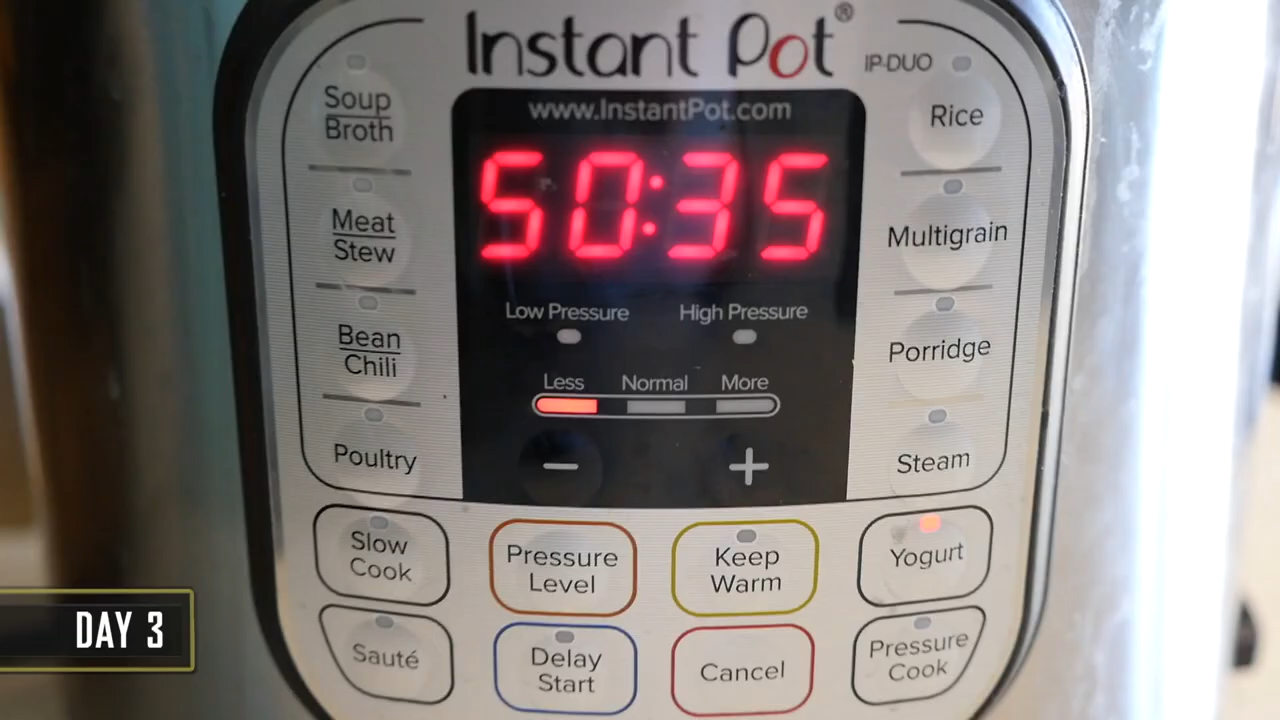 Instant Pot®
IP-DUO
www.InstantPot.com
50:35
Soup
Broth
Meat
Stew
Bean
Chili
Poultry
Low Pressure
High Pressure
Less
Normal
More
−
+
Rice
Multigrain
Porridge
Steam
Slow
Cook
Pressure
Level
Keep
Warm
Yogurt
Sauté
Delay
Start
Cancel
Pressure
Cook
DAY 3